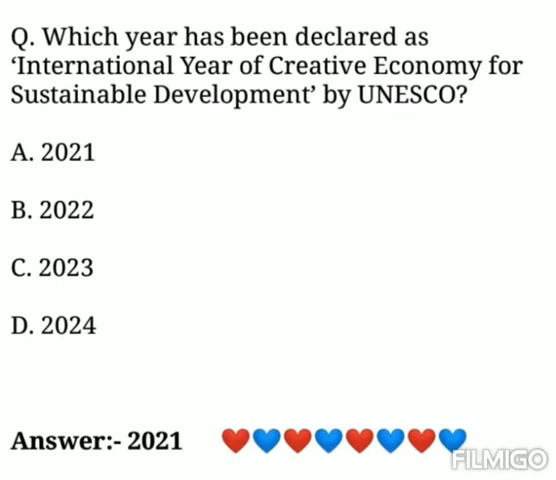 Q. Which year has been declared as
‘International Year of Creative Economy for
Sustainable Development’ by UNESCO?
A. 2021
B. 2022
C. 2023
D. 2024
Answer:- 2021
FILMIGO